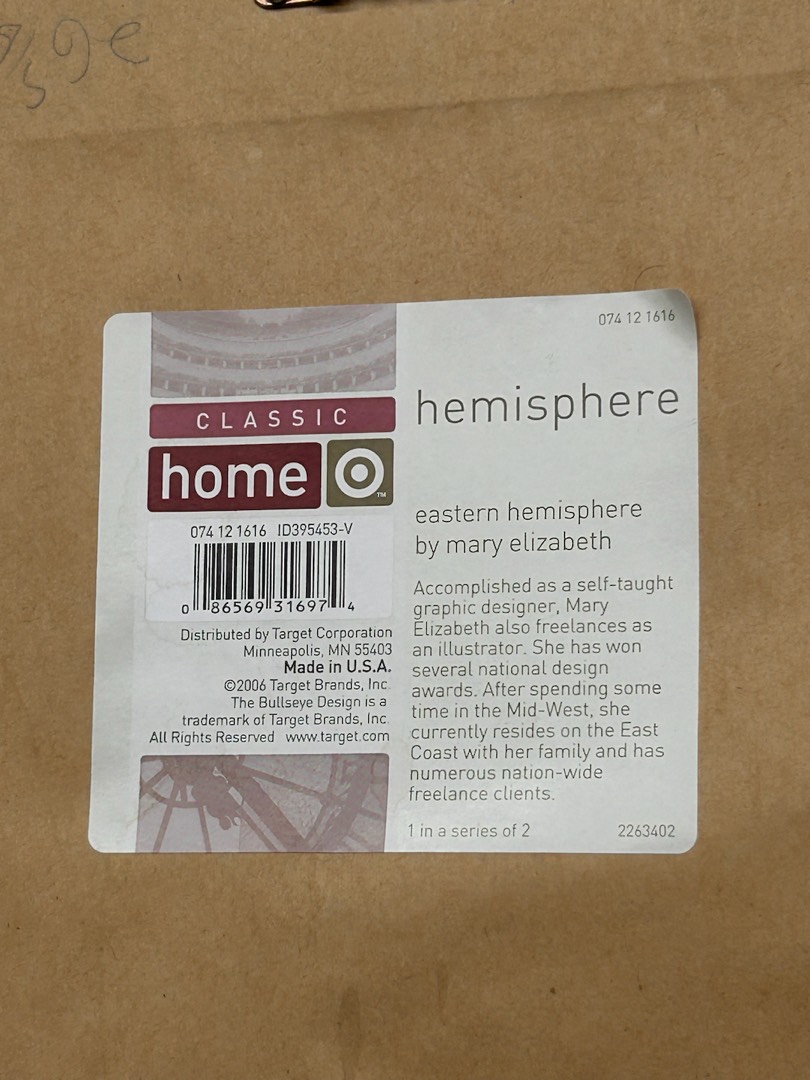 074 12 1616
CLASSIC
home
TM
074 12 1616 ID395453-V
0 86569 31697 4
Distributed by Target Corporation
Minneapolis, MN 55403
Made in U.S.A.
©2006 Target Brands, Inc.
The Bullseye Design is a
trademark of Target Brands, Inc.
All Rights Reserved www.target.com
hemisphere
eastern hemisphere
by mary elizabeth
Accomplished as a self-taught
graphic designer, Mary
Elizabeth also freelances as
an illustrator. She has won
several national design
awards. After spending some
time in the Mid-West, she
currently resides on the East
Coast with her family and has
numerous nation-wide
freelance clients.
1 in a series of 2
2263402